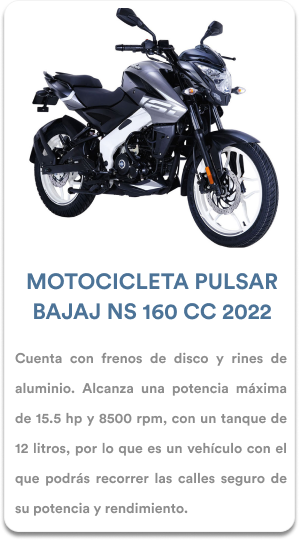 MOTOCICLETA PULSAR
BAJAJ NS 160 CC 2022
Cuenta con frenos de disco y rines de
aluminio. Alcanza una potencia máxima
de 15.5 hp y 8500 rpm, con un tanque de
12 litros, por lo que es un vehículo con el
que podrás recorrer las calles seguro de
su potencia y rendimiento.